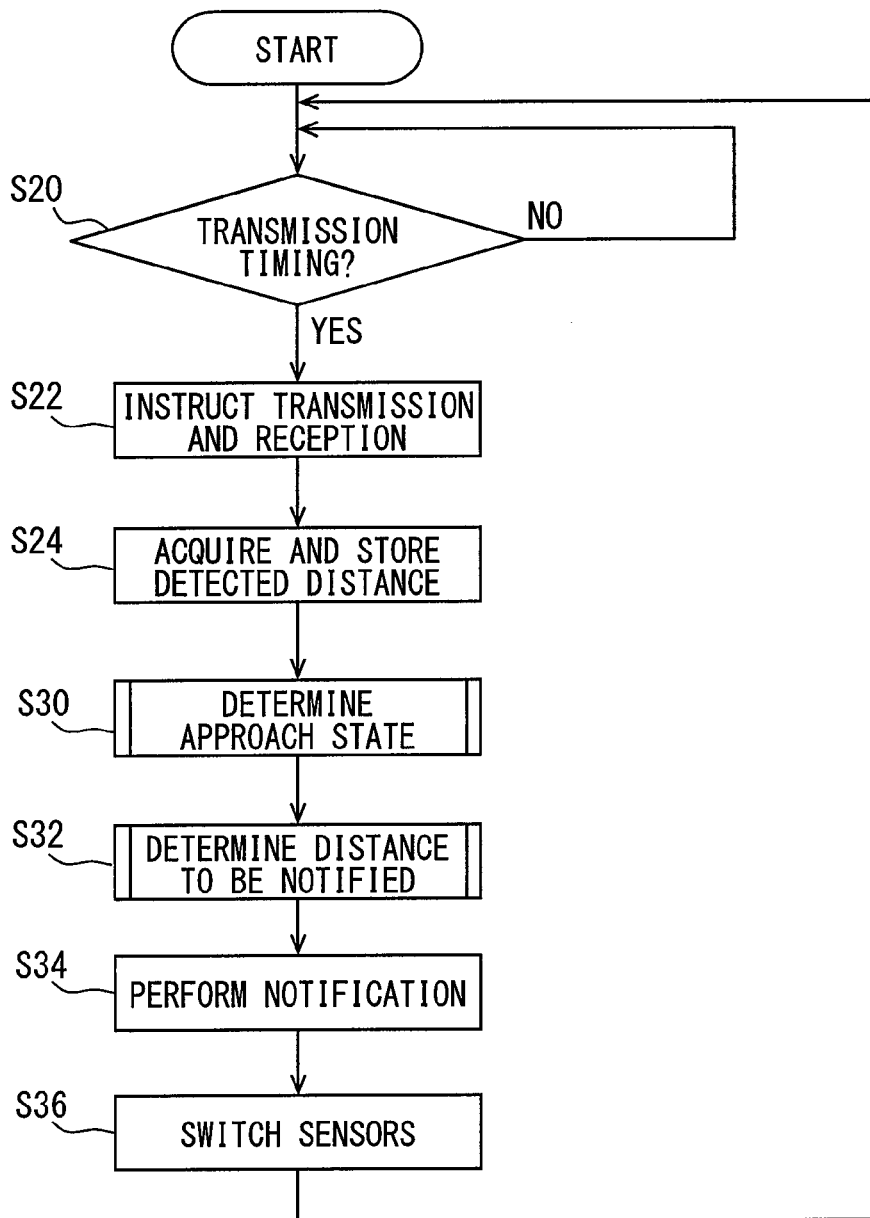 START
S20
TRANSMISSION
TIMING?
NO
YES
S22
INSTRUCT TRANSMISSION
AND RECEPTION
S24
ACQUIRE AND STORE
DETECTED DISTANCE
S30
DETERMINE
APPROACH STATE
S32
DETERMINE DISTANCE
TO BE NOTIFIED
S34
PERFORM NOTIFICATION
S36
SWITCH SENSORS